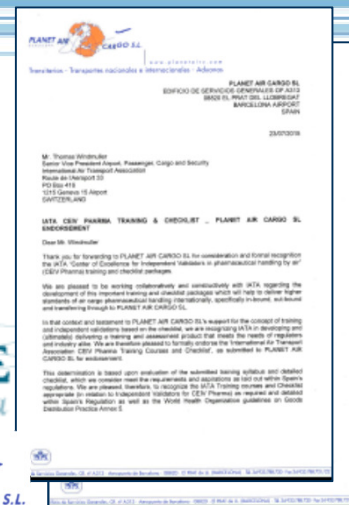 PLANET AIR CARGO S.L.
www.planetair.com
Transitarios - Transportes nacionales e internacionales - Aduanas
PLANET AIR CARGO SL
EDIFICIO DE SERVICIOS GENERALES OF A313
08820 EL PRAT DEL LLOBREGAT
BARCELONA AIRPORT
SPAIN
Mr. Thomas Windmuller
Senior Vice President Airport, Passenger, Cargo and Security
International Air Transport Association
Route de l'Aeroport 33
PO Box 416
1215 Geneva 15 Airport
SWITZERLAND
IATA CEIV PHARMA TRAINING & CHECKLIST _ PLANET AIR CARGO SL
ENDORSEMENT
Dear Mr. Windmuller
Thank you for forwarding to PLANET AIR CARGO SL for consideration and formal recognition
the IATA "Center of Excellence for Independent Validators in pharmaceutical handling by air"
(CEIV Pharma) training and checklist packages.
We are pleased to be working collaboratively and constructively with IATA regarding the
development of this important training and checklist packages which will help to deliver higher
standards of air cargo pharmaceutical handling internationally, specifically in-bound, out-bound
and transferring through to PLANET AIR CARGO SL.
In that context and testament to PLANET AIR CARGO SL's support for the concept of training
and independent validations based on the checklist, we are recognizing IATA in developing and
(ultimately) delivering a training and assessment product that meets the needs of regulators
and industry alike. We are therefore pleased to formally endorse the "International Air Transport
Association CEIV Pharma Training Courses and Checklist", as submitted to PLANET AIR
CARGO SL for endorsement.
This determination is based upon evaluation of the submitted training syllabus and detailed
checklist, which we consider meet the requirements and aspirations as laid out within Spain's
regulations. We are pleased, therefore, to recognize the IATA Training courses and Checklist
appropriate (in relation to Independent Validators for CEIV Pharma) as required and detailed
within Spain's Regulation as well as the World Health Organization guidelines on Goods
Distribution Practice Annex 5.
S.L.